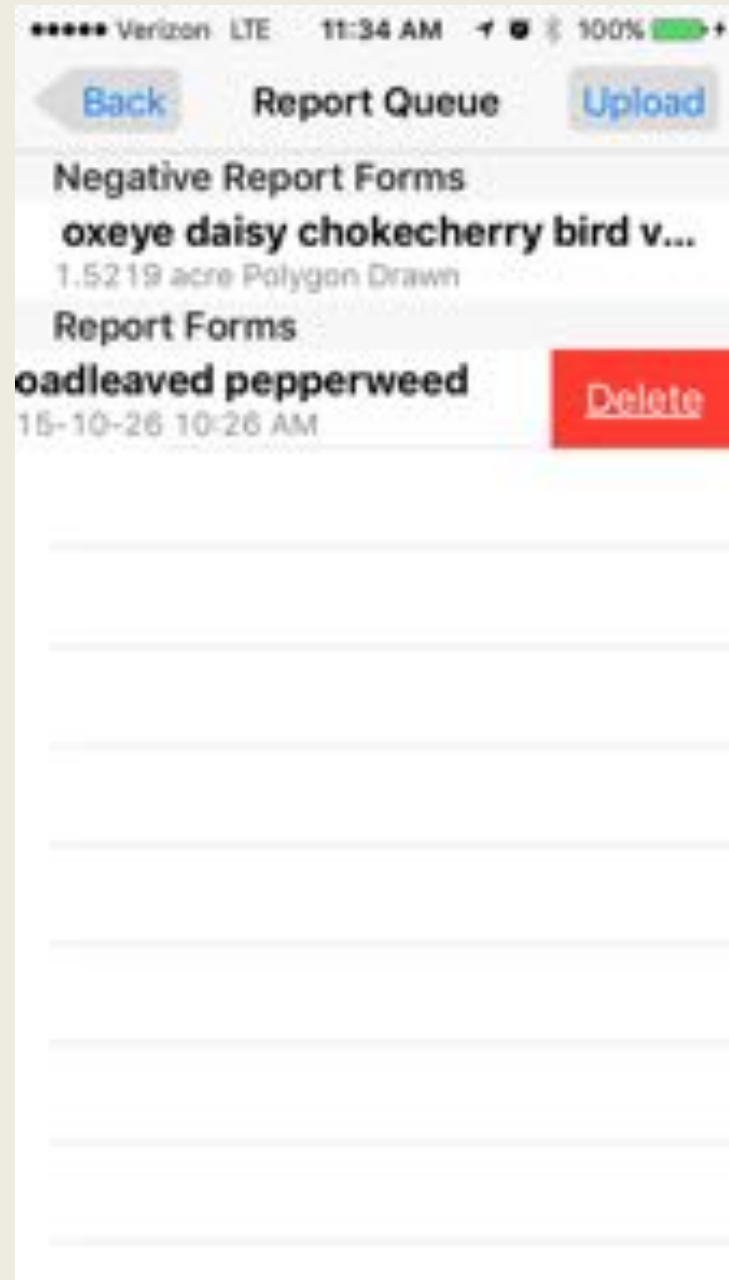 Verizon LTE 11:34 AM 100%
Back Report Queue Upload
Negative Report Forms
oxeye daisy chokecherry bird v...
1.5219 acre Polygon Drawn
Report Forms
oadleaved pepperweed Delete
15-10-26 10:26 AM